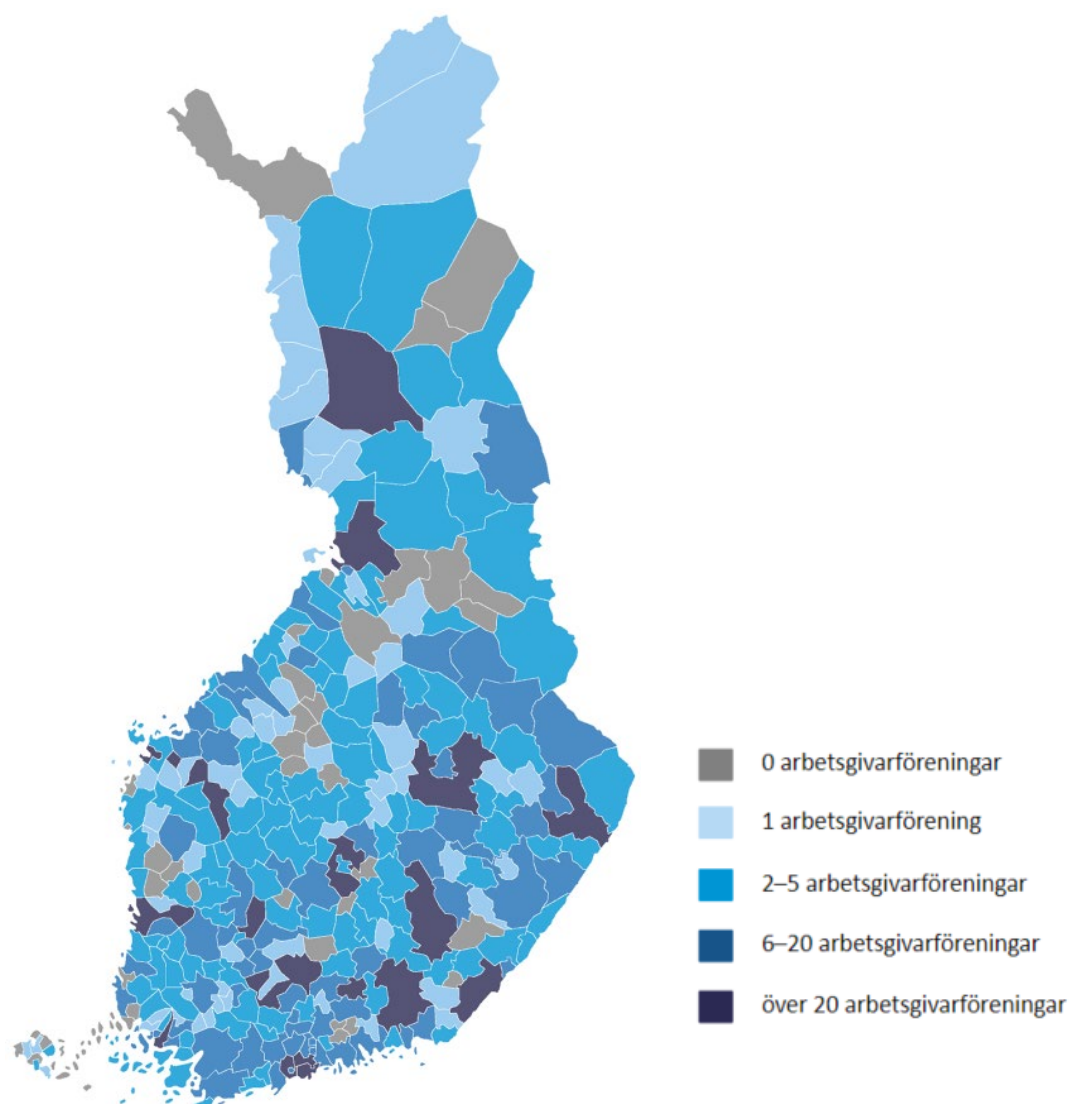 0 arbetsgivarföreningar
1 arbetsgivarförening
2–5 arbetsgivarföreningar
6–20 arbetsgivarföreningar
över 20 arbetsgivarföreningar